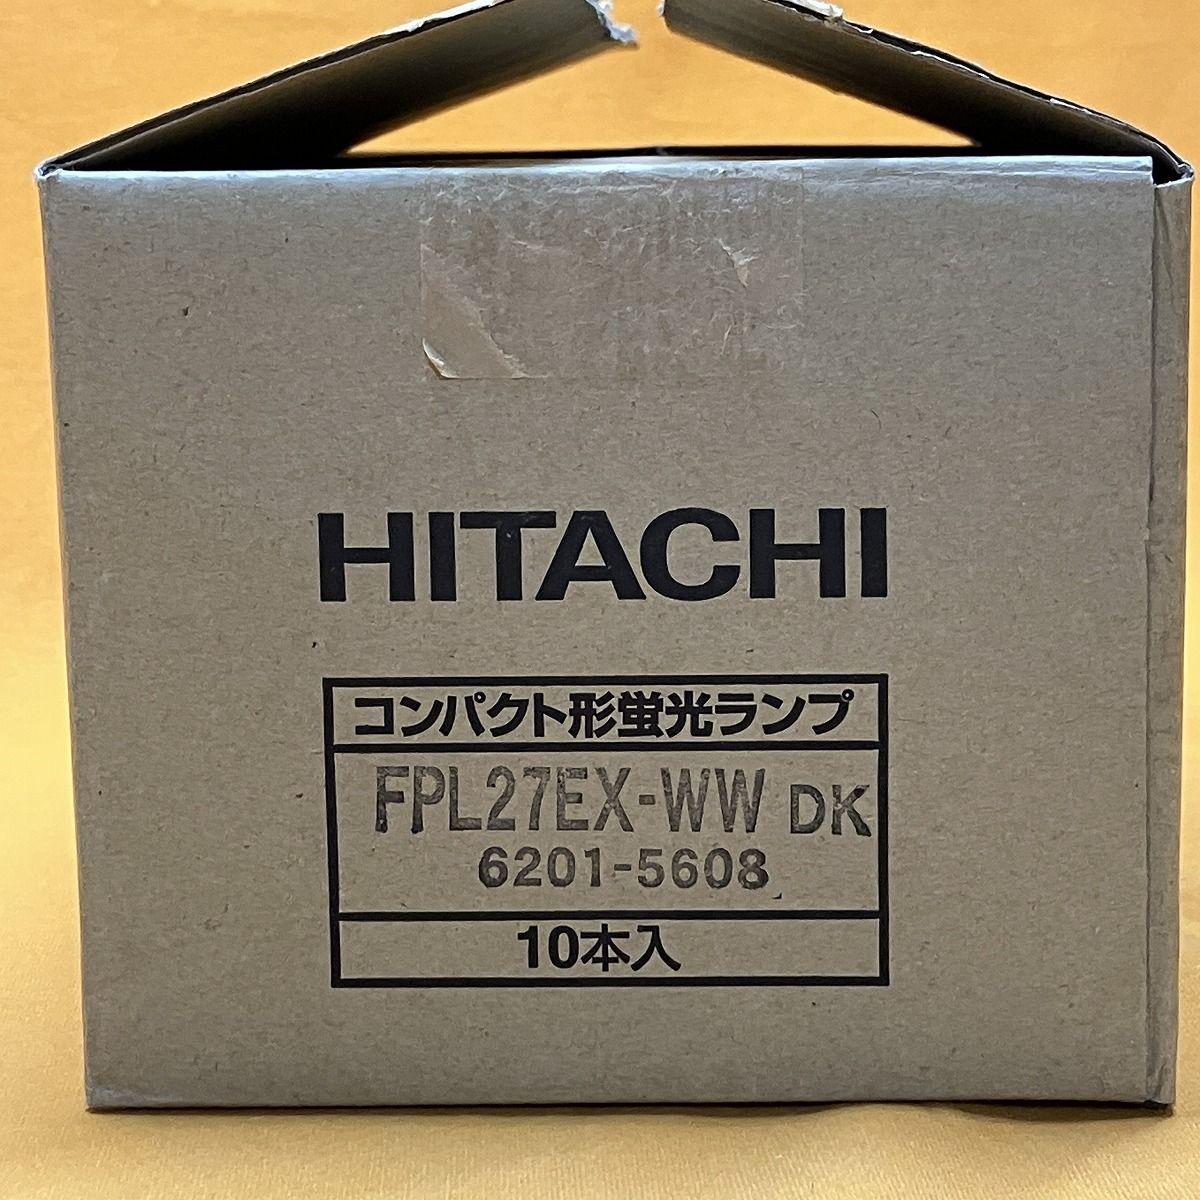 HITACHI
コンパクト形蛍光ランプ
FPL27EX-WW DK
6201-5608
10本入